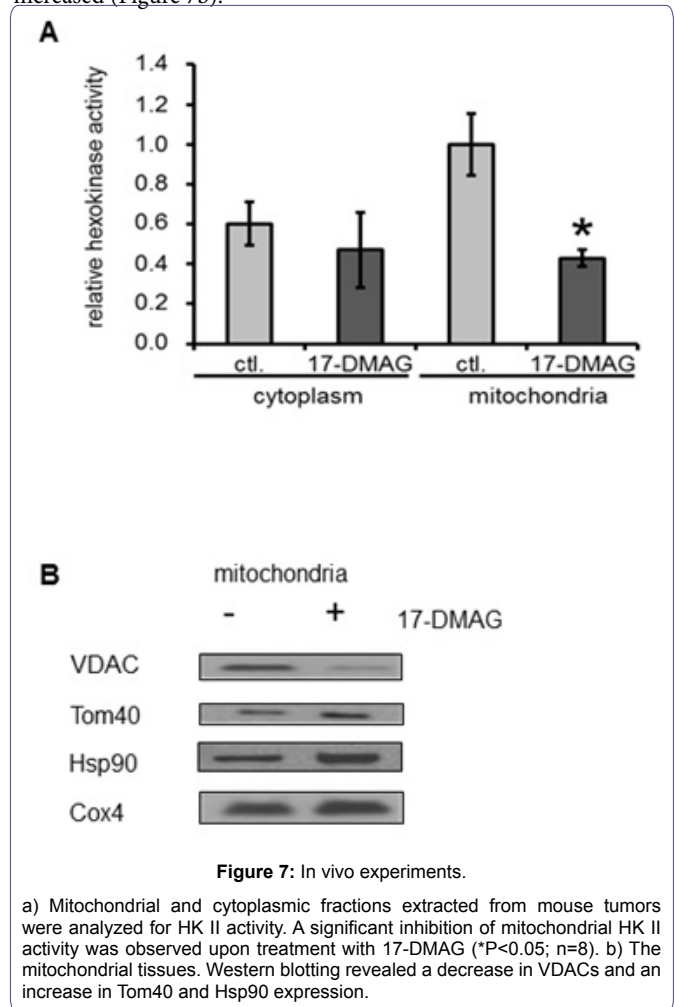 increased (Figure 7b).
A
relative hexokinase activity
1.4
1.2
1.0
0.8
0.6
0.4
0.2
0.0
*
ctl. 17-DMAG ctl. 17-DMAG
cytoplasm mitochondria
B
mitochondria
- + 17-DMAG
VDAC
Tom40
Hsp90
Cox4
Figure 7: In vivo experiments.
a) Mitochondrial and cytoplasmic fractions extracted from mouse tumors
were analyzed for HK II activity. A significant inhibition of mitochondrial HK II
activity was observed upon treatment with 17-DMAG (*P<0.05; n=8). b) The
mitochondrial tissues. Western blotting revealed a decrease in VDACs and an
increase in Tom40 and Hsp90 expression.